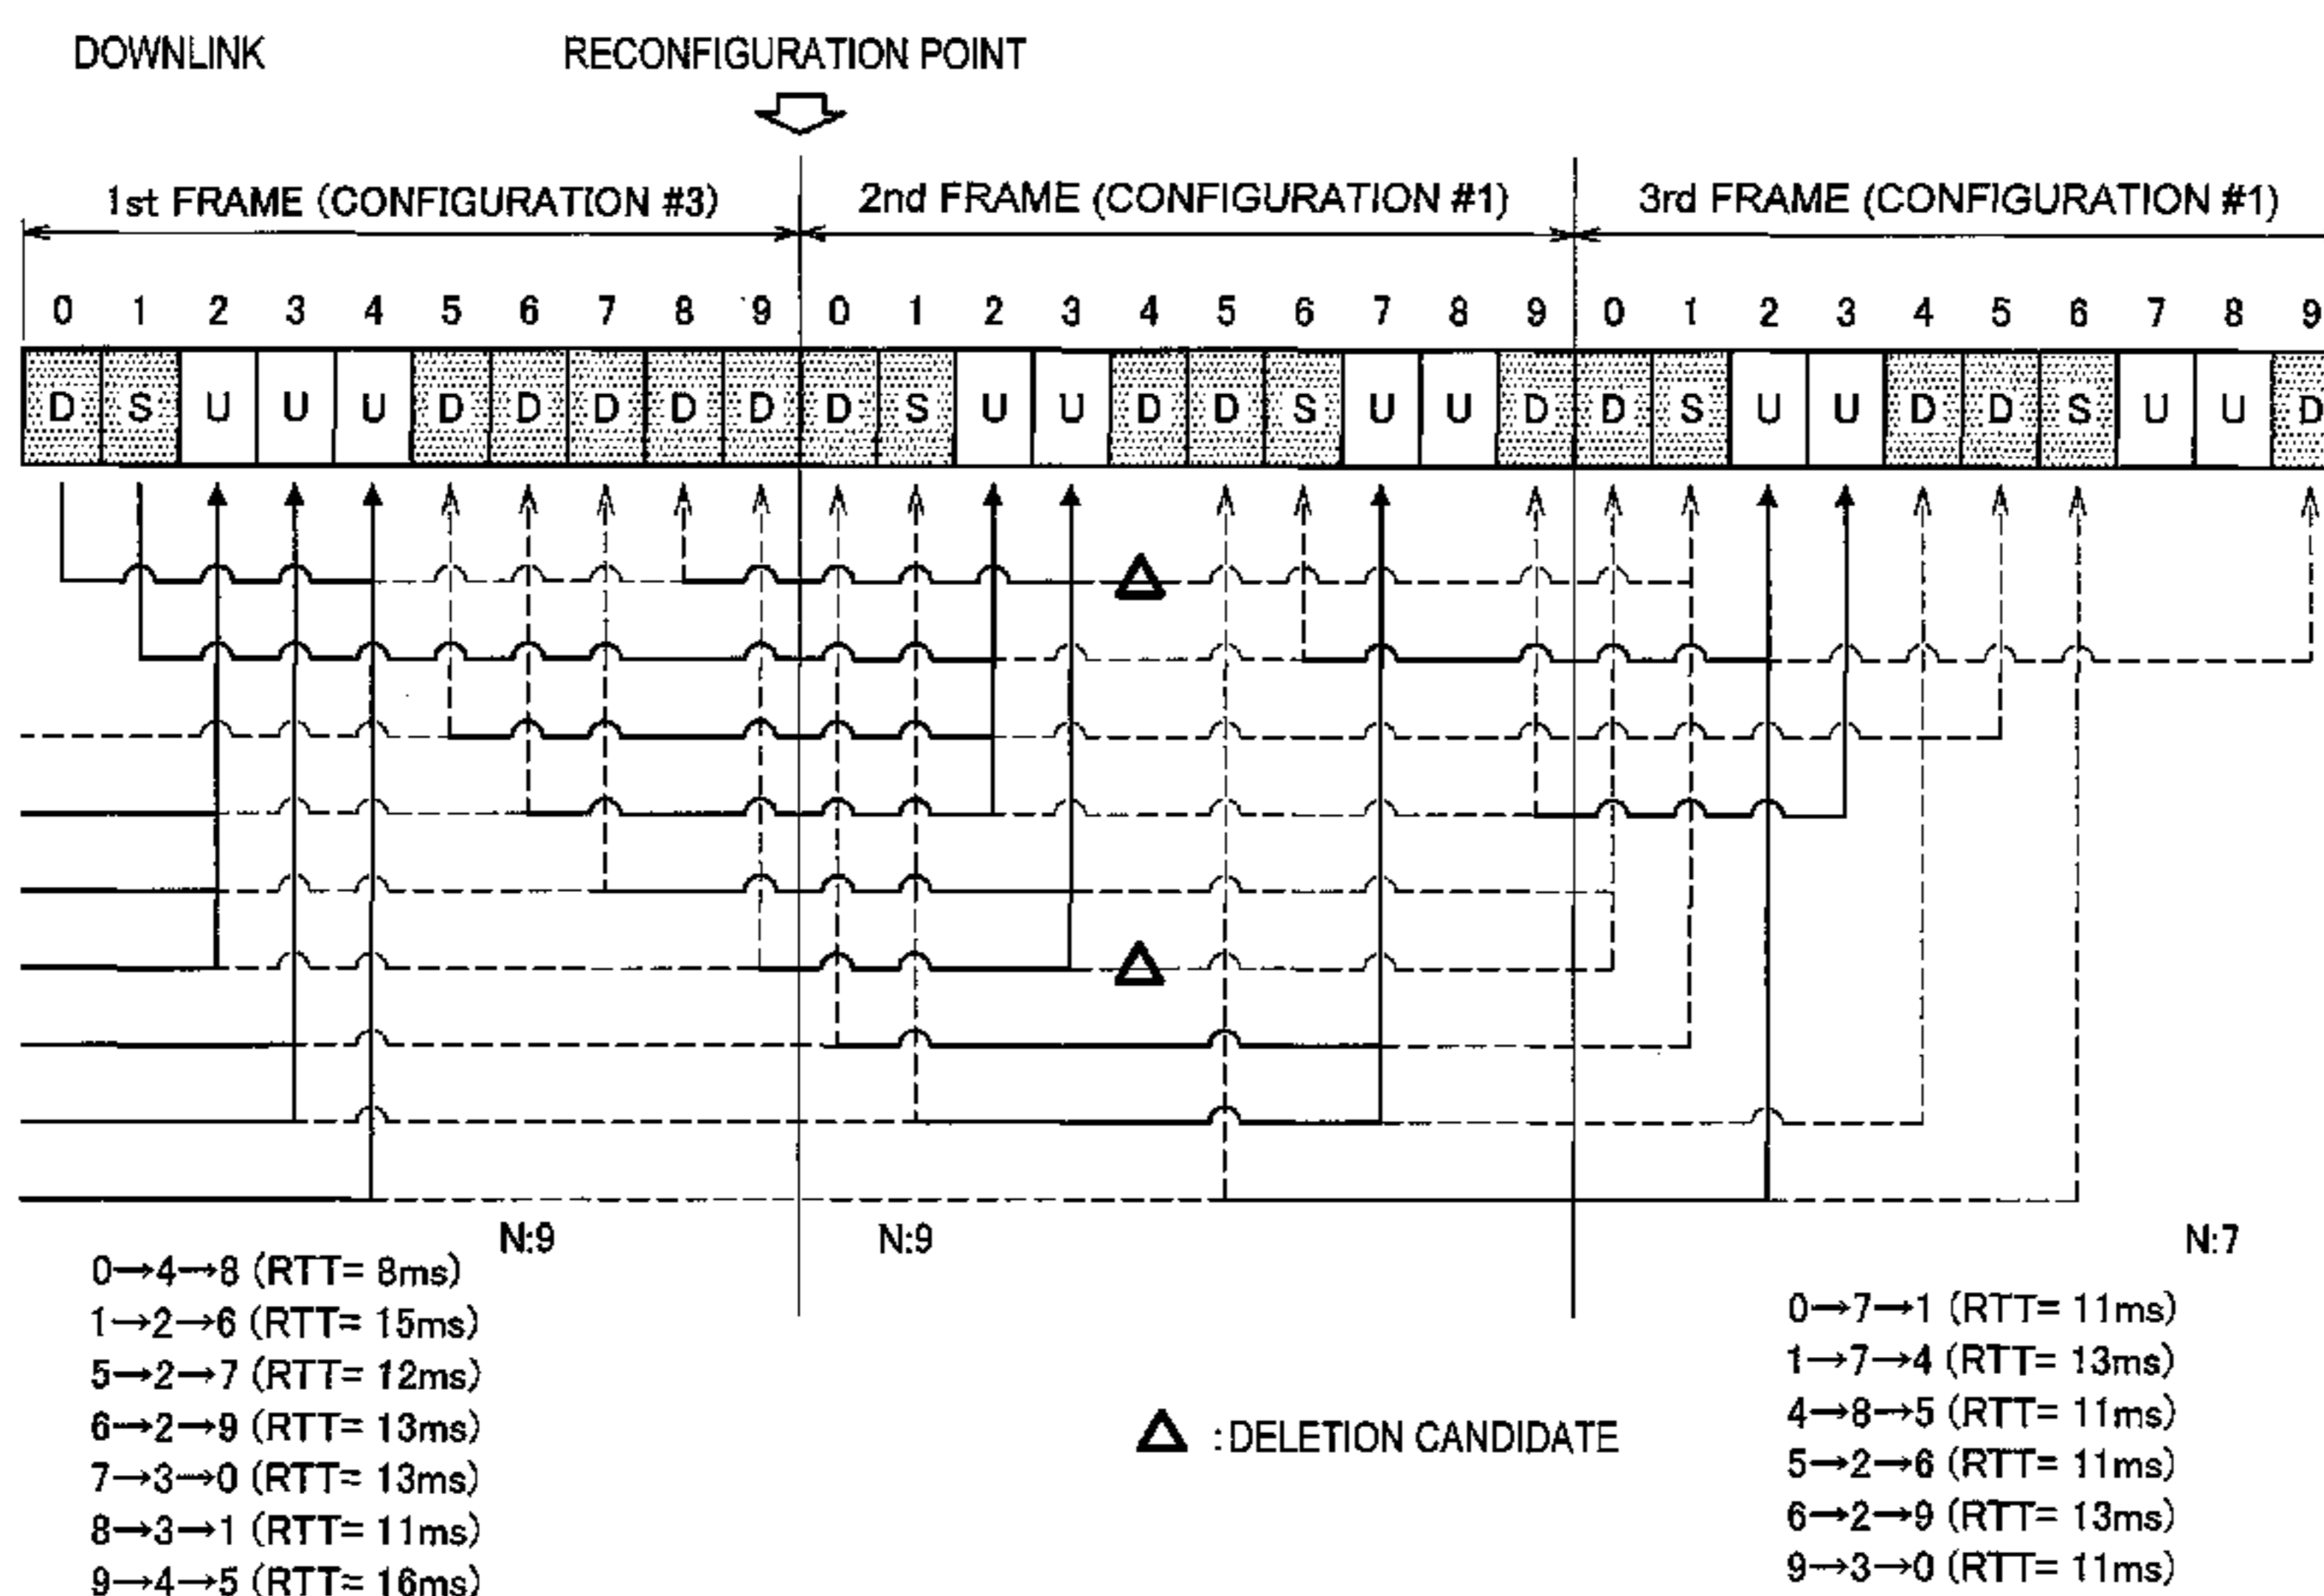 DOWNLINK
RECONFIGURATION POINT
1st FRAME (CONFIGURATION #3)
2nd FRAME (CONFIGURATION #1)
3rd FRAME (CONFIGURATION #1)
0 1 2 3 4 5 6 7 8 9 0 1 2 3 4 5 6 7 8 9 0 1 2 3 4 5 6 7 8 9
D S U U U D D D D D D S U U D D S U U D D S U U D D S U U D
N:9
N:9
N:7
0→4→8 (RTT= 8ms)
1→2→6 (RTT= 15ms)
5→2→7 (RTT= 12ms)
6→2→9 (RTT= 13ms)
7→3→0 (RTT= 13ms)
8→3→1 (RTT= 11ms)
9→4→5 (RTT= 16ms)
△ : DELETION CANDIDATE
0→7→1 (RTT= 11ms)
1→7→4 (RTT= 13ms)
4→8→5 (RTT= 11ms)
5→2→6 (RTT= 11ms)
6→2→9 (RTT= 13ms)
9→3→0 (RTT= 11ms)